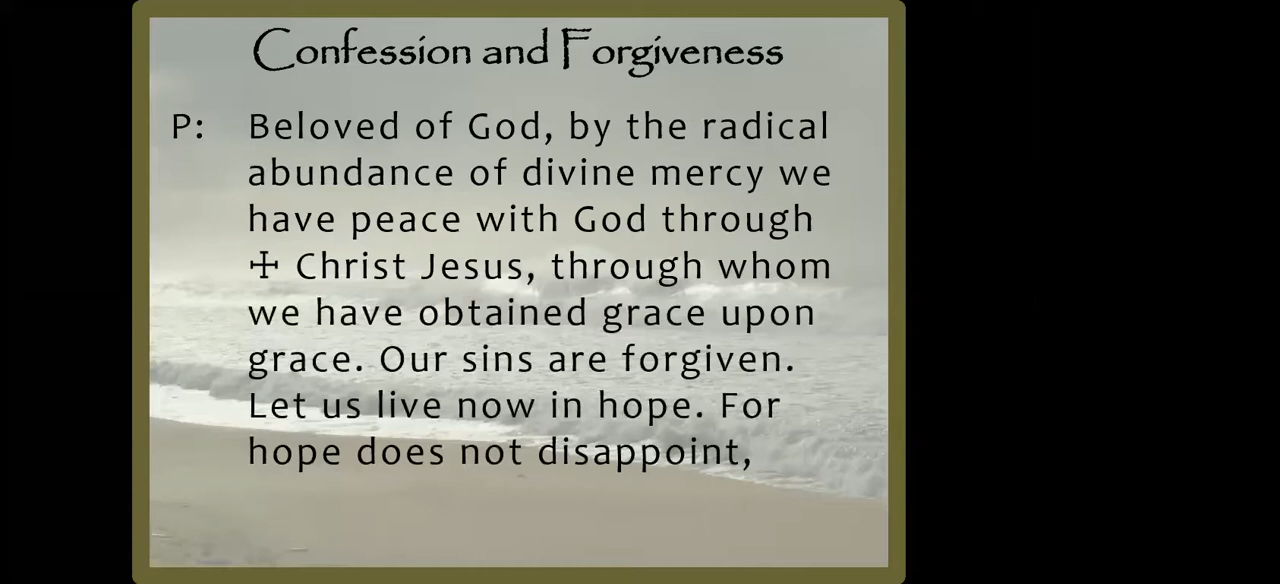 Confession and Forgiveness
P: Beloved of God, by the radical
abundance of divine mercy we
have peace with God through
☩ Christ Jesus, through whom
we have obtained grace upon
grace. Our sins are forgiven.
Let us live now in hope. For
hope does not disappoint,